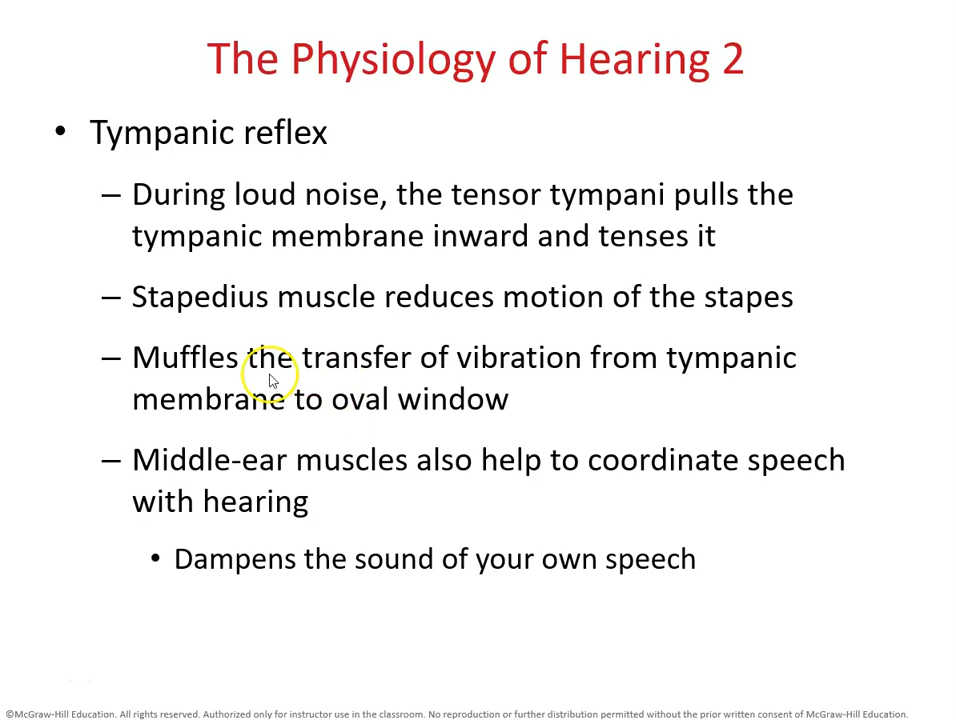 The Physiology of Hearing 2
• Tympanic reflex
– During loud noise, the tensor tympani pulls the
tympanic membrane inward and tenses it
– Stapedius muscle reduces motion of the stapes
– Muffles the transfer of vibration from tympanic
membrane to oval window
– Middle-ear muscles also help to coordinate speech
with hearing
• Dampens the sound of your own speech
©McGraw-Hill Education. All rights reserved. Authorized only for instructor use in the classroom. No reproduction or further distribution permitted without the prior written consent of McGraw-Hill Education.